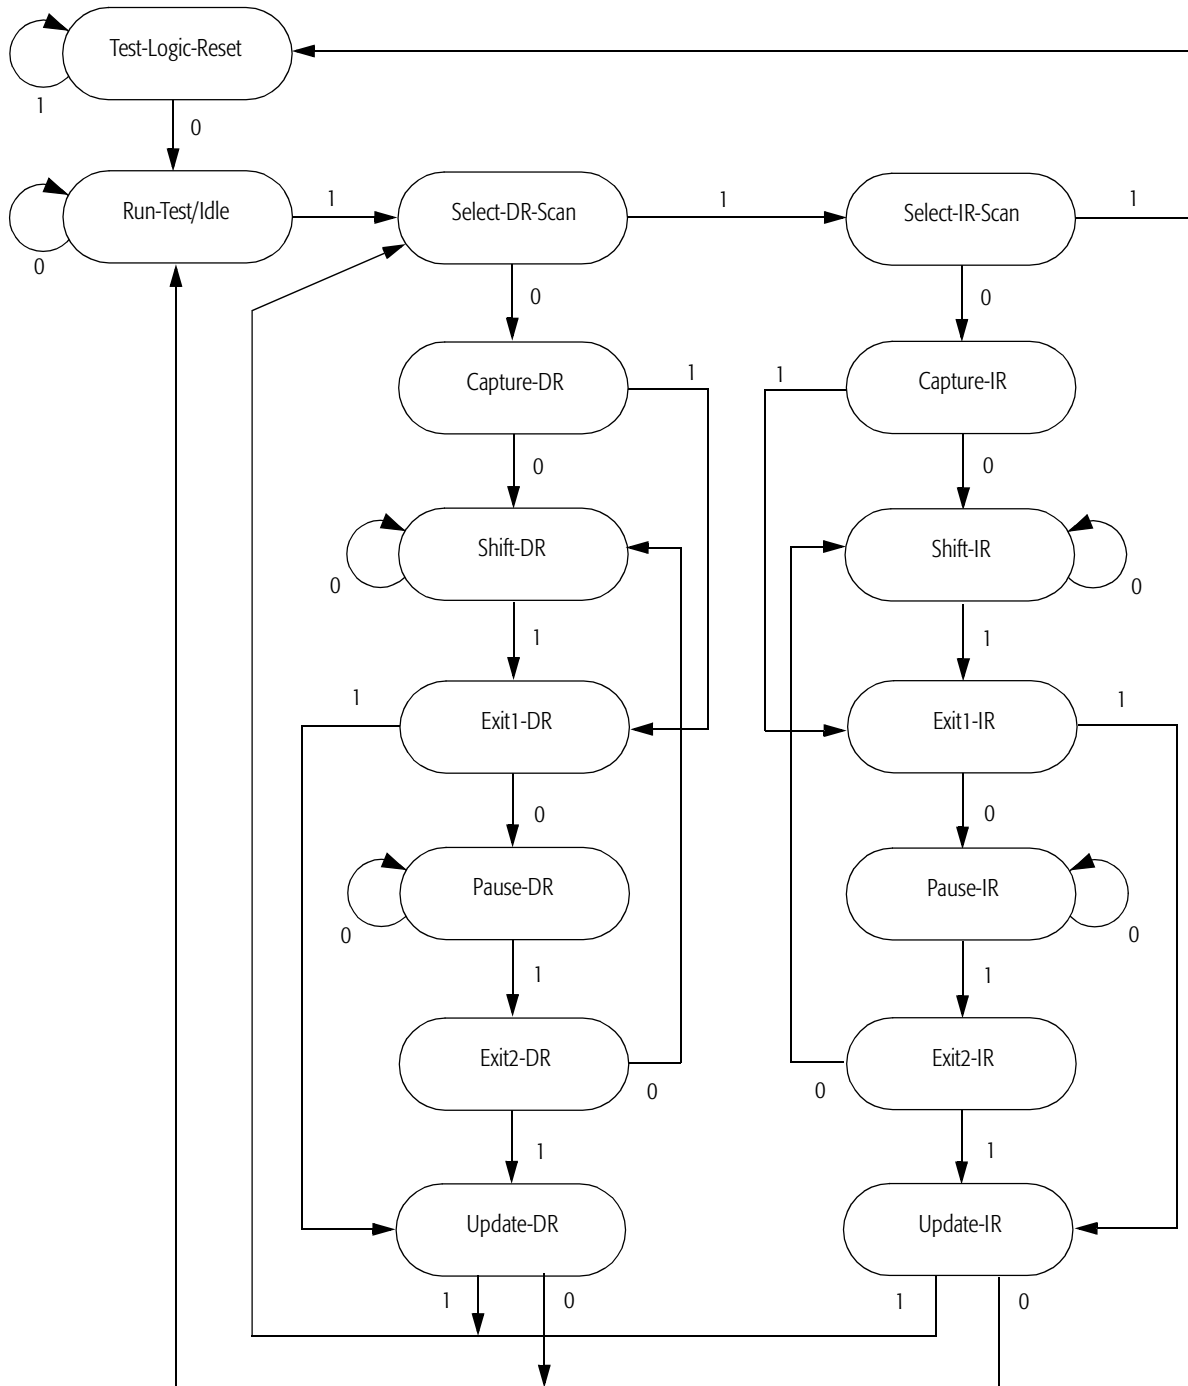 Test-Logic-Reset
1
0
Run-Test/Idle
1
Select-DR-Scan
1
Select-IR-Scan
1
0
0
0
Capture-DR
1
1
Capture-IR
0
0
Shift-DR
Shift-IR
0
0
1
1
1
Exit1-DR
Exit1-IR
1
0
0
Pause-DR
Pause-IR
0
0
1
1
Exit2-DR
Exit2-IR
0
0
1
1
Update-DR
Update-IR
1
0
1
0